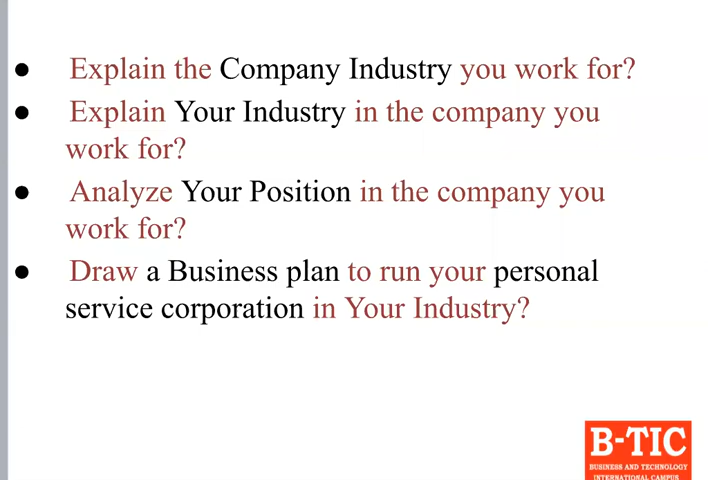 ● Explain the Company Industry you work for?
● Explain Your Industry in the company you
work for?
● Analyze Your Position in the company you
work for?
● Draw a Business plan to run your personal
service corporation in Your Industry?
B-TIC
BUSINESS AND TECHNOLOGY
INTERNATIONAL CAMPUS